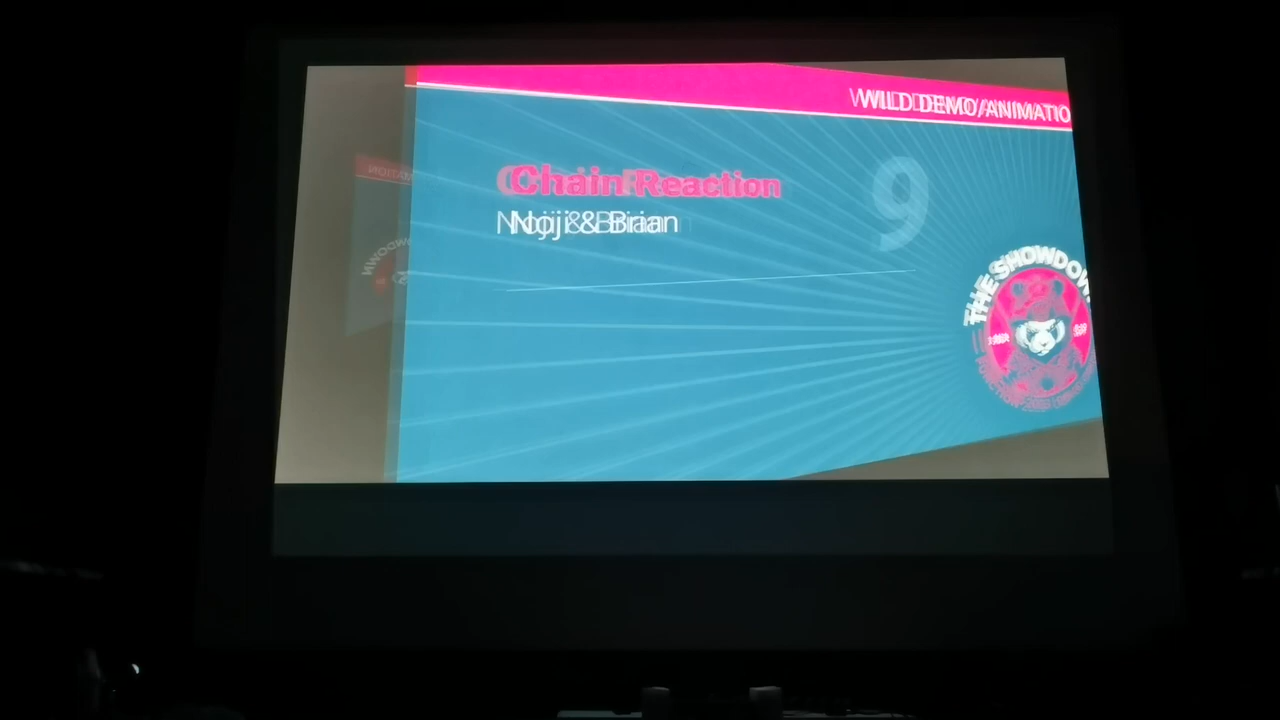 WILD DEMO/ANIMATIO
Chain Reaction
9
Noji & Brian
THE SHOWDOWN